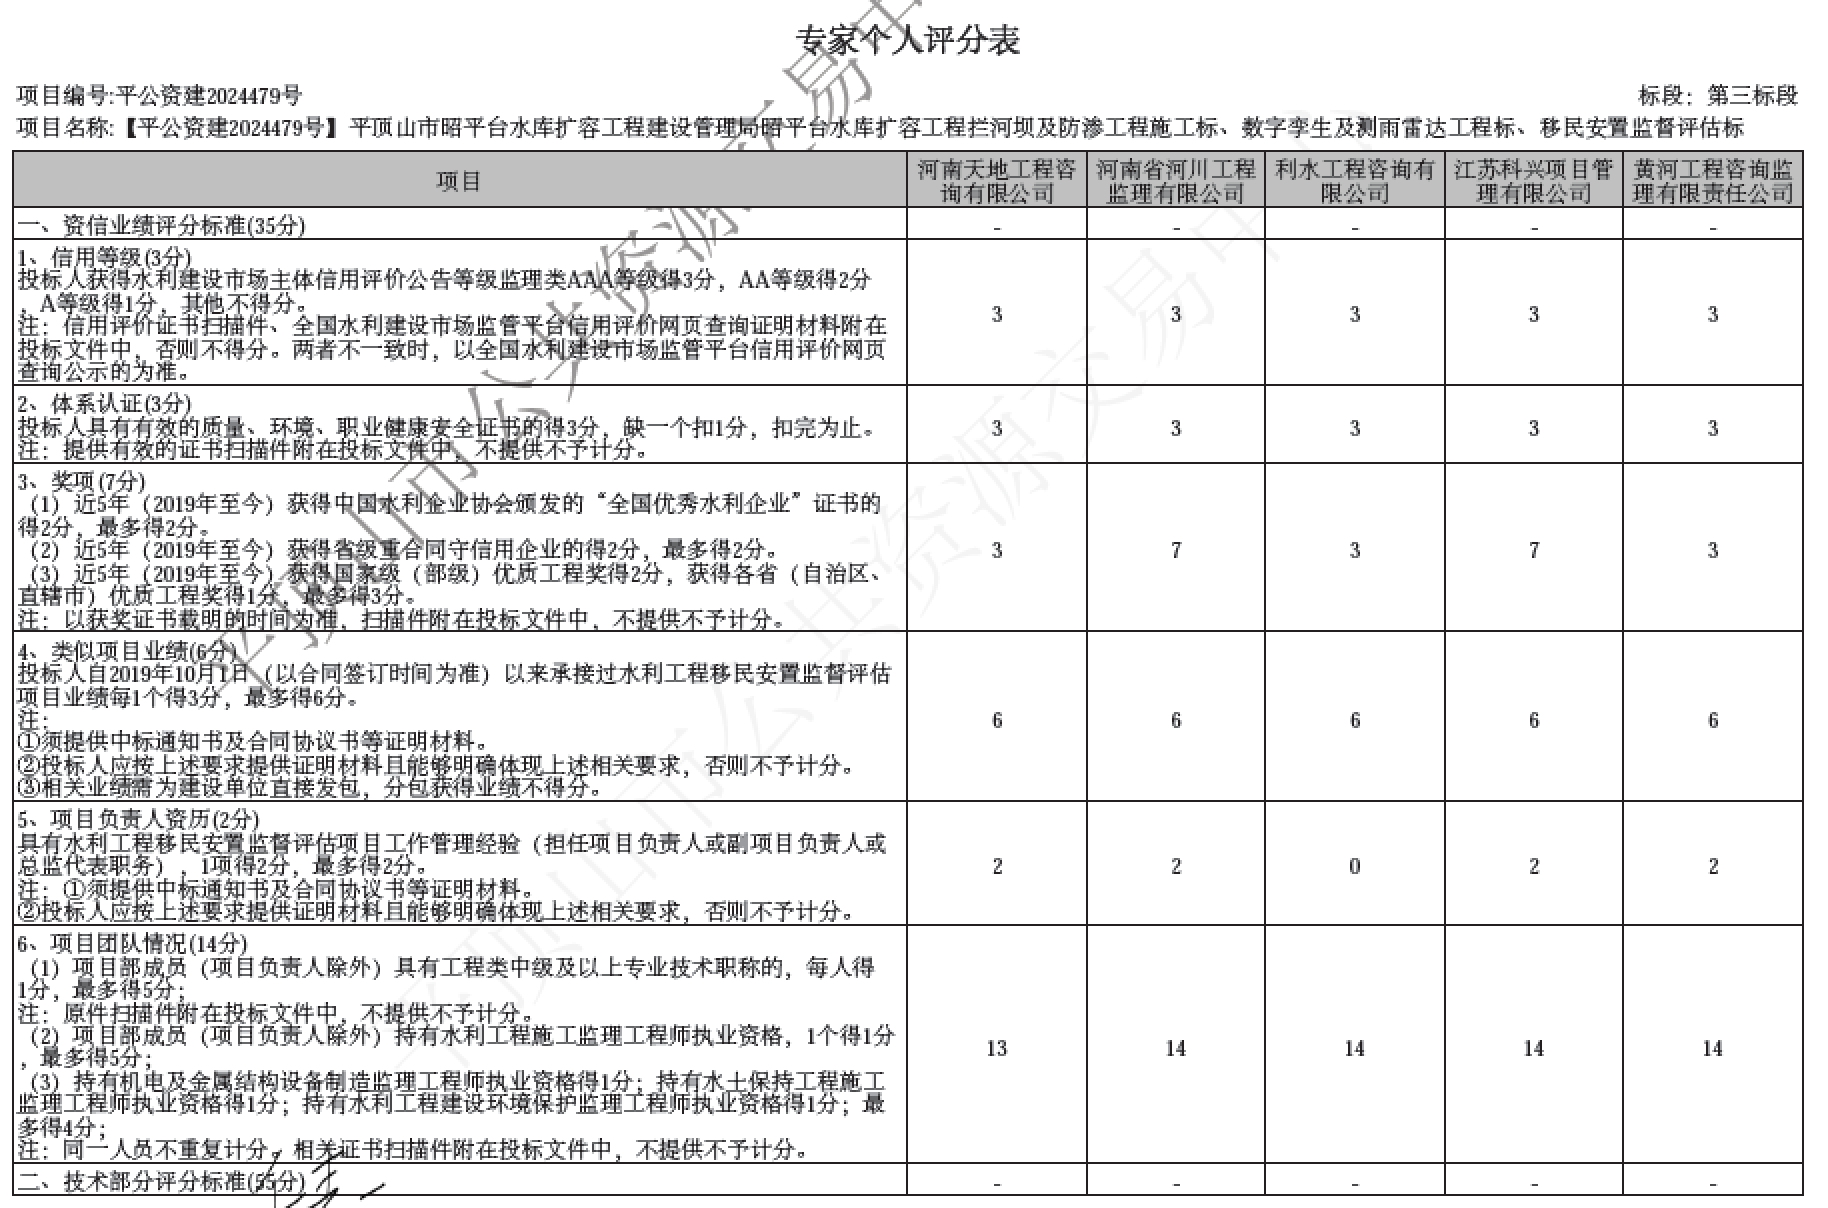 专家个人评分表
项目编号:平公资建2024479号
标段：第三标段
项目名称:【平公资建2024479号】平顶山市昭平台水库扩容工程建设管理局昭平台水库扩容工程拦河坝及防渗工程施工标、数字孪生及测雨雷达工程标、移民安置监督评估标
项目
河南天地工程咨
询有限公司
河南省河川工程
监理有限公司
利水工程咨询有
限公司
江苏科兴项目管
理有限公司
黄河工程咨询监
理有限责任公司
一、资信业绩评分标准(35分)
- - - - -
1、信用等级(3分)
投标人获得水利建设市场主体信用评价公告等级监理类AAA等级得3分，AA等级得2分
，A等级得1分，其他不得分。
注：信用评价证书扫描件、全国水利建设市场监管平台信用评价网页查询证明材料附在
投标文件中，否则不得分。两者不一致时，以全国水利建设市场监管平台信用评价网页
查询公示的为准。
3 3 3 3 3
2、体系认证(3分)
投标人具有有效的质量、环境、职业健康安全证书的得3分，缺一个扣1分，扣完为止。
注：提供有效的证书扫描件附在投标文件中，不提供不予计分。
3 3 3 3 3
3、奖项(7分)
（1）近5年（2019年至今）获得中国水利企业协会颁发的“全国优秀水利企业”证书的
得2分，最多得2分。
（2）近5年（2019年至今）获得省级重合同守信用企业的得2分，最多得2分。
（3）近5年（2019年至今）获得国家级（部级）优质工程奖得2分，获得各省（自治区、
直辖市）优质工程奖得1分，最多得3分。
注：以获奖证书载明的时间为准，扫描件附在投标文件中，不提供不予计分。
3 7 3 7 3
4、类似项目业绩(6分)
投标人自2019年10月1日（以合同签订时间为准）以来承接过水利工程移民安置监督评估
项目业绩每1个得3分，最多得6分。
注：
①须提供中标通知书及合同协议书等证明材料。
②投标人应按上述要求提供证明材料且能够明确体现上述相关要求，否则不予计分。
③相关业绩需为建设单位直接发包，分包获得业绩不得分。
6 6 6 6 6
5、项目负责人资历(2分)
具有水利工程移民安置监督评估项目工作管理经验（担任项目负责人或副项目负责人或
总监代表职务），1项得2分，最多得2分。
注：①须提供中标通知书及合同协议书等证明材料。
②投标人应按上述要求提供证明材料且能够明确体现上述相关要求，否则不予计分。
2 2 0 2 2
6、项目团队情况(14分)
（1）项目部成员（项目负责人除外）具有工程类中级及以上专业技术职称的，每人得
1分，最多得5分；
注：原件扫描件附在投标文件中，不提供不予计分。
（2）项目部成员（项目负责人除外）持有水利工程施工监理工程师执业资格，1个得1分
，最多得5分；
（3）持有机电及金属结构设备制造监理工程师执业资格得1分；持有水土保持工程施工
监理工程师执业资格得1分；持有水利工程建设环境保护监理工程师执业资格得1分；最
多得4分；
注：同一人员不重复计分，相关证书扫描件附在投标文件中，不提供不予计分。
13 14 14 14 14
二、技术部分评分标准(55分)
- - - - -
平顶山市公共资源交易中
平顶山市公共资源交易中